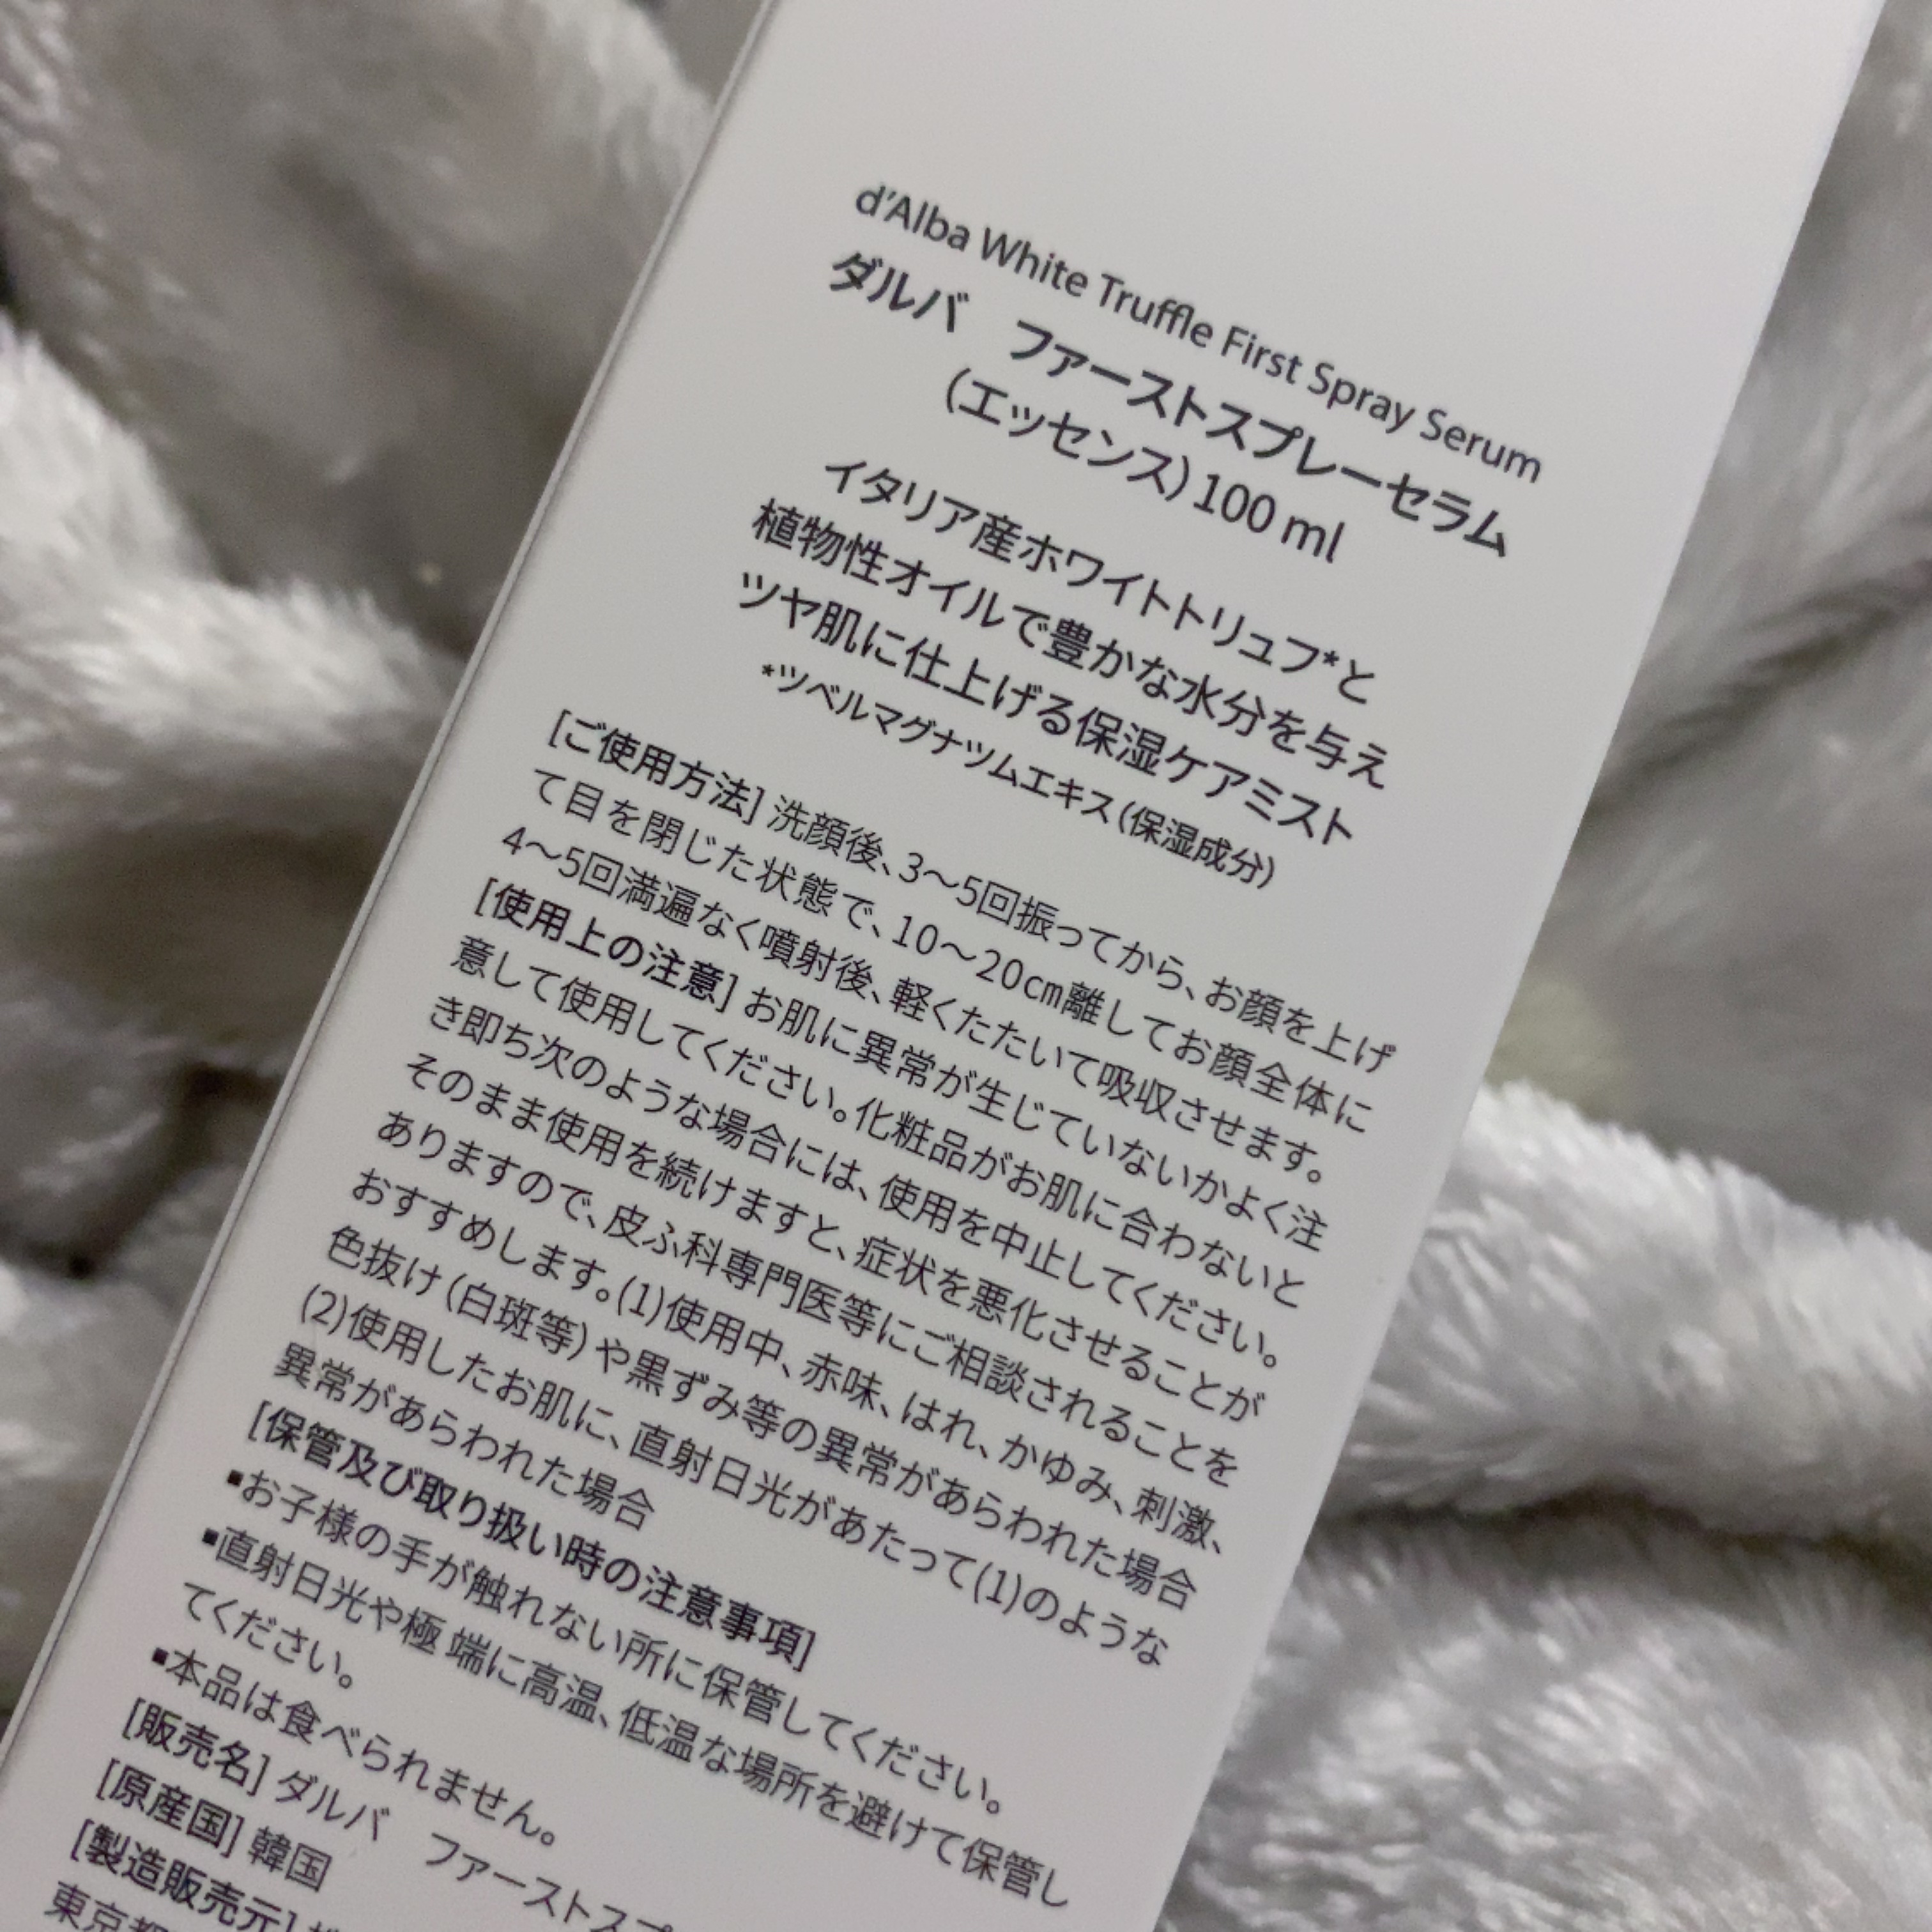 d'Alba White Truffle First Spray Serum
ダルバ　ファーストスプレーセラム
(エッセンス) 100 ml
イタリア産ホワイトトリュフ*と
植物性オイルで豊かな水分を与え
ツヤ肌に仕上げる保湿ケアミスト
*ツベルマグナツムエキス(保湿成分)
[ご使用方法] 洗顔後、3～5回振ってから、お顔を上げ
て目を閉じた状態で、10～20㎝離してお顔全体に
4～5回満遍なく噴射後、軽くたたいて吸収させます。
[使用上の注意] お肌に異常が生じていないかよく注
意して使用してください。化粧品がお肌に合わないと
き即ち次のような場合には、使用を中止してください。
そのまま使用を続けますと、症状を悪化させることが
ありますので、皮ふ科専門医等にご相談されることを
おすすめします。(1)使用中、赤味、はれ、かゆみ、刺激、
色抜け(白斑等)や黒ずみ等の異常があらわれた場合
(2)使用したお肌に、直射日光があたって(1)のような
異常があらわれた場合
[保管及び取り扱い時の注意事項]
▪お子様の手が触れない所に保管してください。
▪直射日光や極端に高温、低温な場所を避けて保管し
てください。
▪本品は食べられません。
[販売名] ダルバ　ファーストスプ
[原産国] 韓国
[製造販売元]
東京都